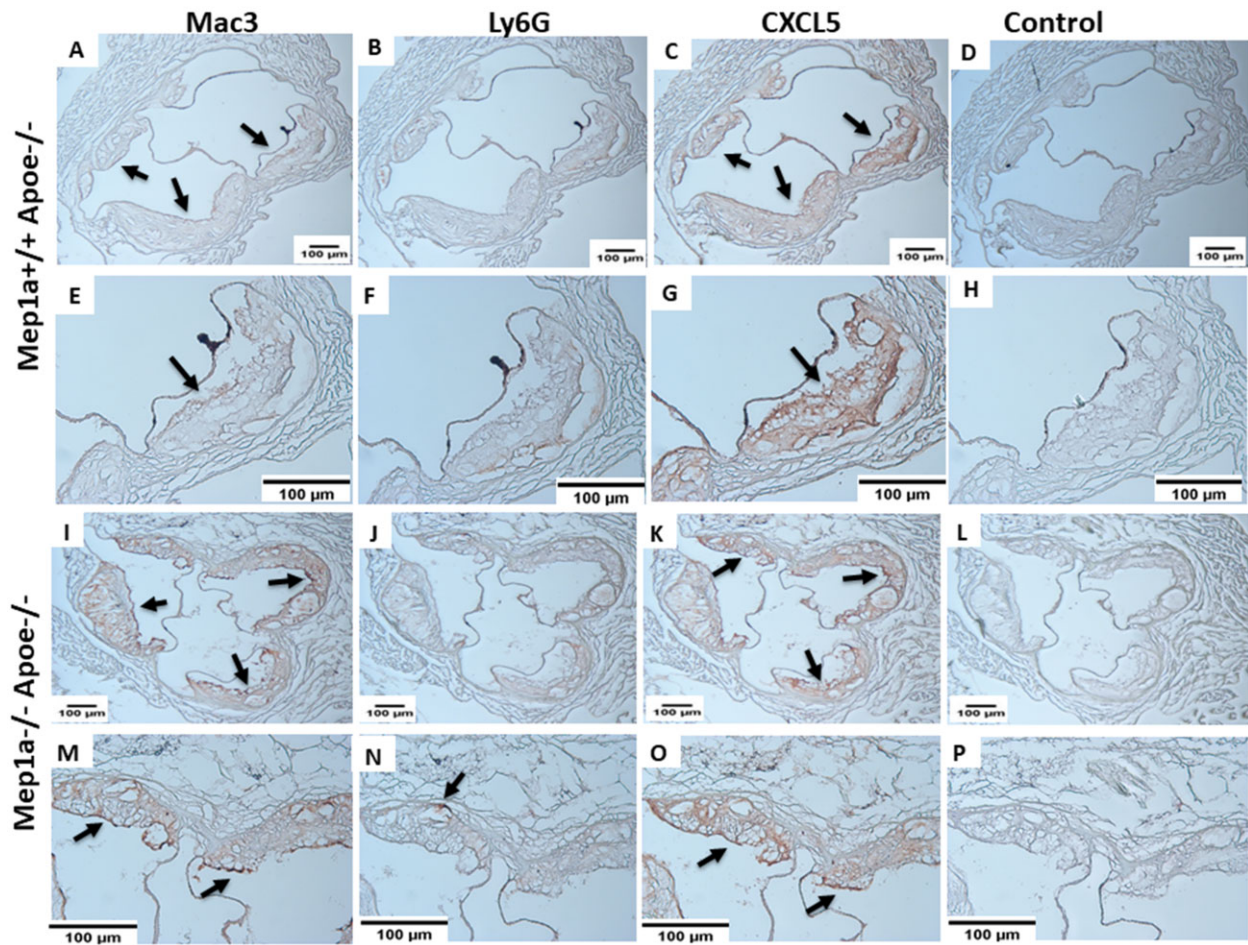 Mac3 Ly6G CXCL5 Control
Mep1a+/+ Apoe-/-
A B C D
100 µm 100 µm 100 µm 100 µm
E F G H
100 µm 100 µm 100 µm 100 µm
Mep1a-/- Apoe-/-
I J K L
100 µm 100 µm 100 µm 100 µm
M N O P
100 µm 100 µm 100 µm 100 µm